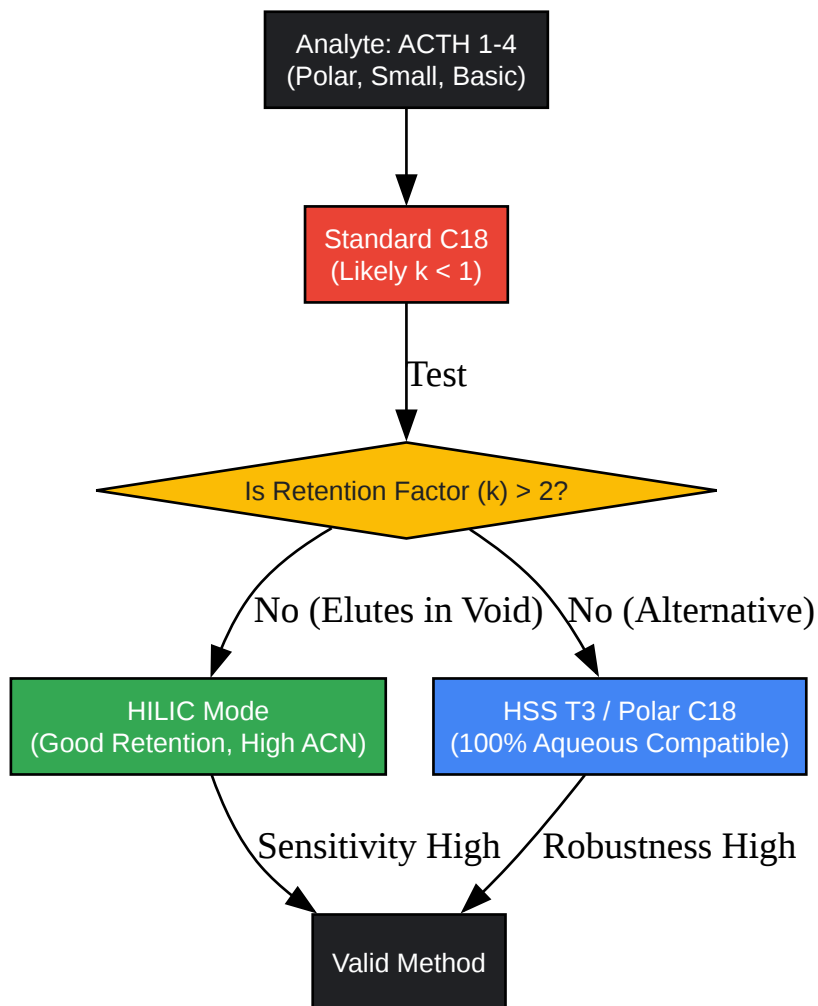 Analyte: ACTH 1-4
(Polar, Small, Basic)
Standard C18
(Likely k < 1)
Test
Is Retention Factor (k) > 2?
No (Elutes in Void)
No (Alternative)
HILIC Mode
(Good Retention, High ACN)
HSS T3 / Polar C18
(100% Aqueous Compatible)
Sensitivity High
Robustness High
Valid Method